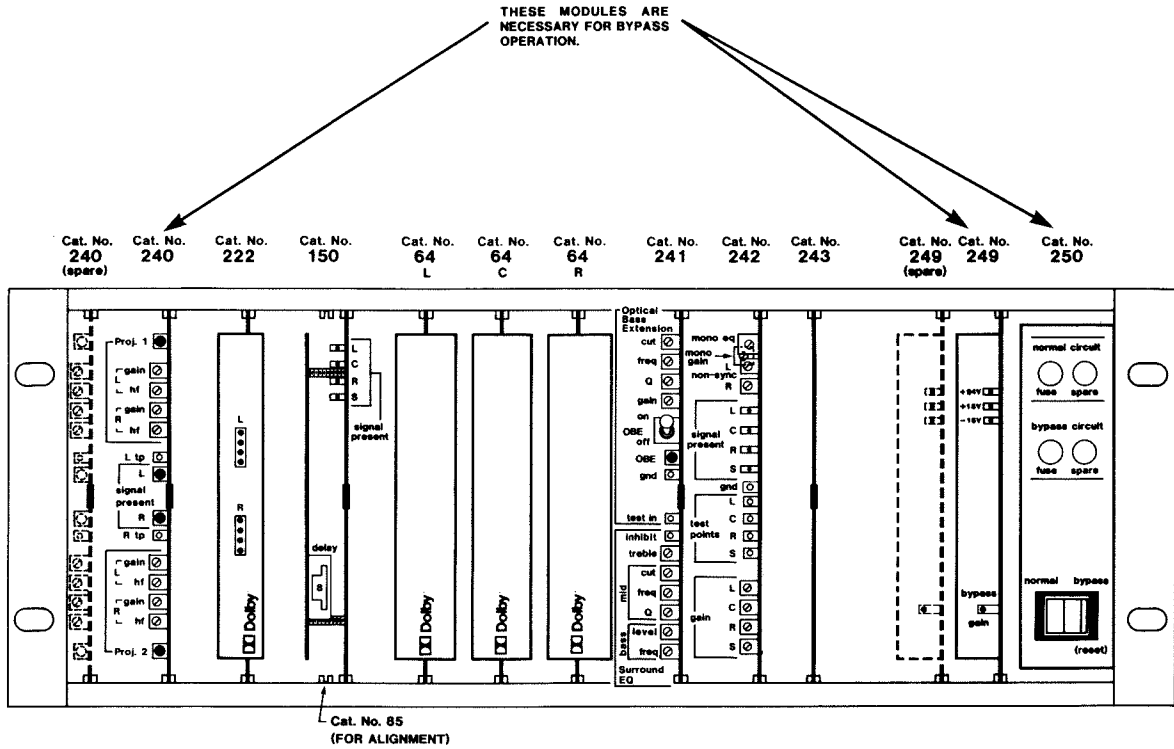 THESE MODULES ARE
NECESSARY FOR BYPASS
OPERATION.
Cat. No.
240
(spare)
Cat. No.
240
Cat. No.
222
Cat. No.
150
Cat. No.
64
L
Cat. No.
64
C
Cat. No.
64
R
Cat. No.
241
Cat. No.
242
Cat. No.
243
Cat. No.
249
(spare)
Cat. No.
249
Cat. No.
250
Proj. 1
gain
L
hf
gain
R
hf
L tp
L
signal
present
R
R tp
gain
L
hf
gain
R
hf
Proj. 2
L
R
Dolby
L
C
R
S
signal
present
delay
8
Dolby
Dolby
Dolby
Optical
Bass
Extension
cut
freq
Q
gain
on
OBE
off
OBE
gnd
test in
inhibit
treble
cut
mid
freq
Q
level
bass
freq
Surround
EQ
mono eq
mono
gain
L
non-sync
R
L
C
signal
present
R
S
gnd
L
C
test
points
R
S
L
C
gain
R
S
+24V
+15V
-15V
bypass
gain
normal circuit
fuse spare
bypass circuit
fuse spare
normal bypass
(reset)
Cat. No. 85
(FOR ALIGNMENT)